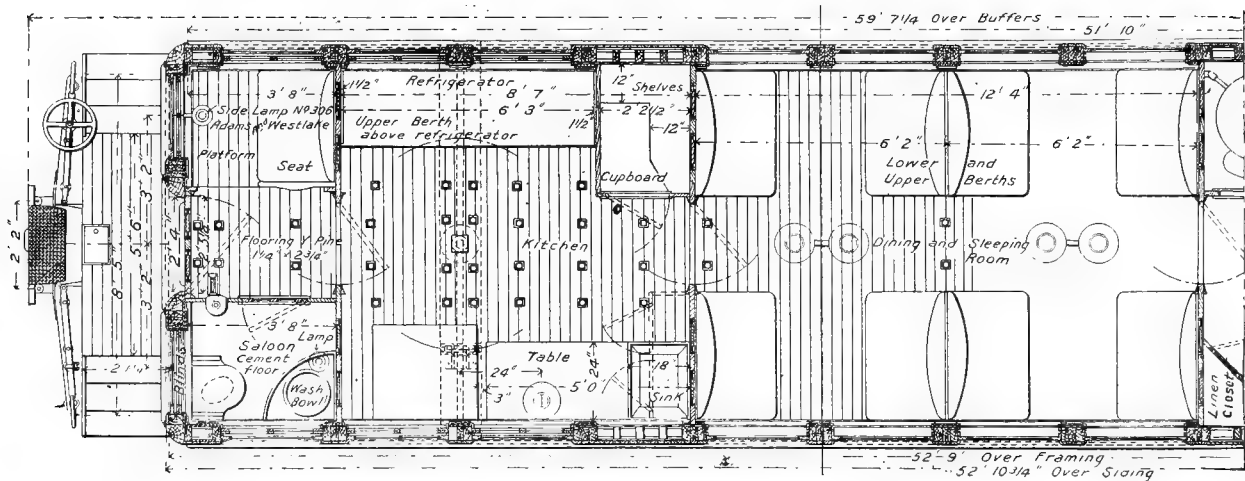 59' 7 1/4 Over Buffers
51' 10
3' 8"
1 1/2"
Refrigerator
8' 7"
6' 3"
12"
Shelves
2' 2 1/2"
12"
12' 4"
Side Lamp Nº306
Adams & Westlake
Upper Berth
above refrigerator
1 1/2"
6' 2"
Lower and
Upper Berths
6' 2"
Platform
Seat
Cupboard
2' 2"
8' 5"
5' 6"
3' 2"
2' 4"
3' 2"
Flooring Y Pine
1 1/4" x 2 3/4"
Kitchen
Dining and Sleeping
Room
3' 8"
Lamp
Saloon
Cement
floor
Wash
Bowl
Blinds
Table
24"
24"
5' 0"
3"
18
Sink
Linen
Closet
52'-9" Over Framing
52' 10 3/4" Over Siding